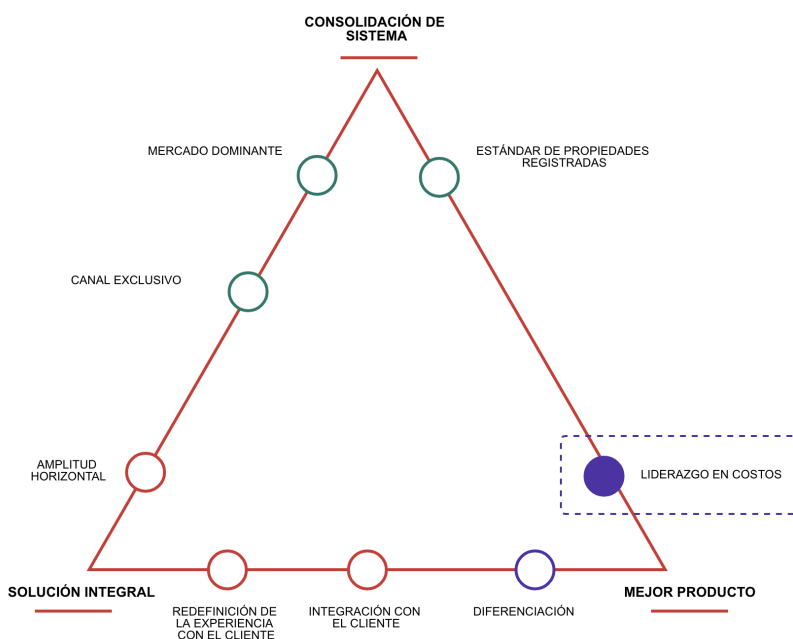 CONSOLIDACIÓN DE
SISTEMA
MERCADO DOMINANTE
ESTÁNDAR DE PROPIEDADES
REGISTRADAS
CANAL EXCLUSIVO
AMPLITUD
HORIZONTAL
LIDERAZGO EN COSTOS
SOLUCIÓN INTEGRAL
MEJOR PRODUCTO
REDEFINICIÓN DE
LA EXPERIENCIA
CON EL CLIENTE
INTEGRACIÓN CON
EL CLIENTE
DIFERENCIACIÓN